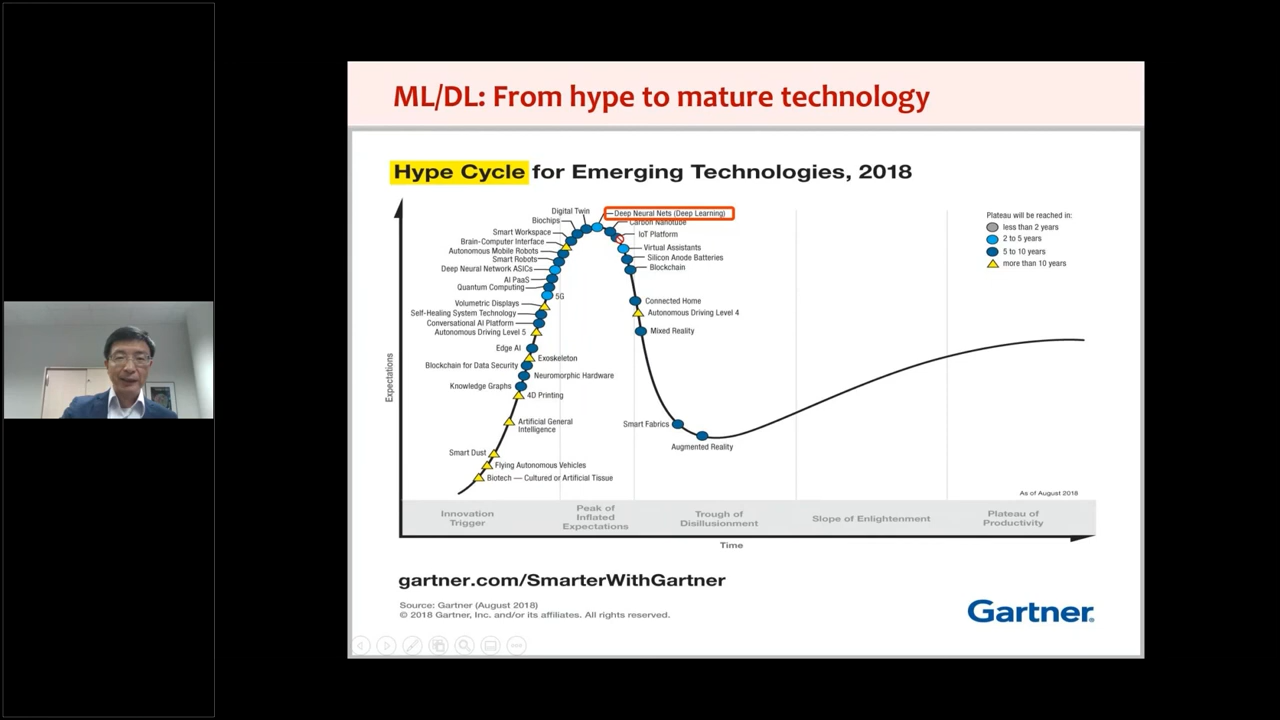 ML/DL: From hype to mature technology
Hype Cycle for Emerging Technologies, 2018
Digital Twin
Deep Neural Nets (Deep Learning)
Biochips
Carbon Nanotube
Smart Workspace
IoT Platform
Brain-Computer Interface
Virtual Assistants
Autonomous Mobile Robots
Silicon Anode Batteries
Smart Robots
Blockchain
Deep Neural Network ASICs
AI PaaS
Quantum Computing
5G
Volumetric Displays
Connected Home
Self-Healing System Technology
Autonomous Driving Level 4
Conversational AI Platform
Mixed Reality
Autonomous Driving Level 5
Edge AI
Exoskeleton
Blockchain for Data Security
Neuromorphic Hardware
Knowledge Graphs
4D Printing
Artificial General
Intelligence
Smart Fabrics
Augmented Reality
Smart Dust
Flying Autonomous Vehicles
Biotech — Cultured or Artificial Tissue
Plateau will be reached in:
less than 2 years
2 to 5 years
5 to 10 years
more than 10 years
Expectations
As of August 2018
Innovation
Trigger
Peak of
Inflated
Expectations
Trough of
Disillusionment
Slope of Enlightenment
Plateau of
Productivity
Time
gartner.com/SmarterWithGartner
Source: Gartner (August 2018)
© 2018 Gartner, Inc. and/or its affiliates. All rights reserved.
Gartner®